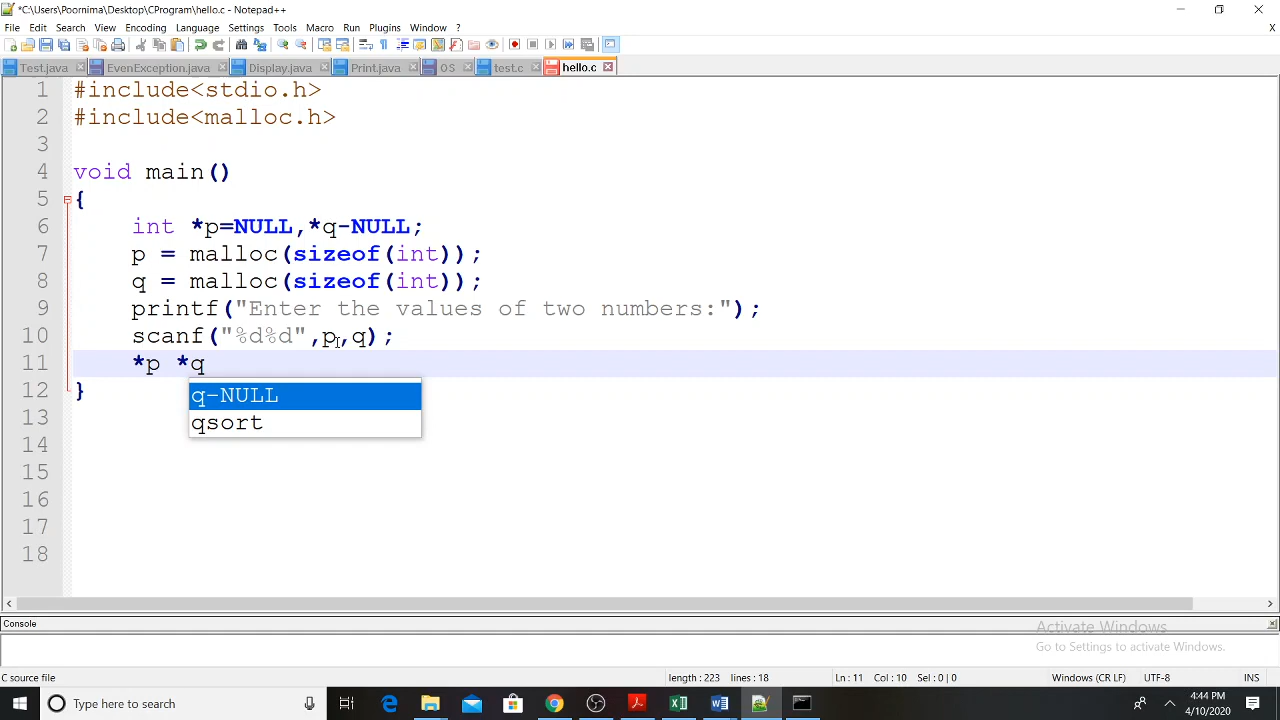 *C:\Users\Poornima\Desktop\CProgram\hello.c - Notepad++
File Edit Search View Encoding Language Settings Tools Macro Run Plugins Window ?
X
Test.java EvenException.java Display.java Print.java OS test.c hello.c
1 #include<stdio.h>
2 #include<malloc.h>
3
4 void main()
5 {
6 int *p=NULL,*q-NULL;
7 p = malloc(sizeof(int));
8 q = malloc(sizeof(int));
9 printf("Enter the values of two numbers:");
10 scanf("%d%d",p,q);
11 *p *q
12 }
q-NULL
13
qsort
14
15
16
17
18
Console
Activate Windows
Go to Settings to activate Windows.
C source file length : 223 lines : 18 Ln : 11 Col : 10 Sel : 0 | 0 Windows (CR LF) UTF-8 INS
Type here to search
4:44 PM
4/10/2020